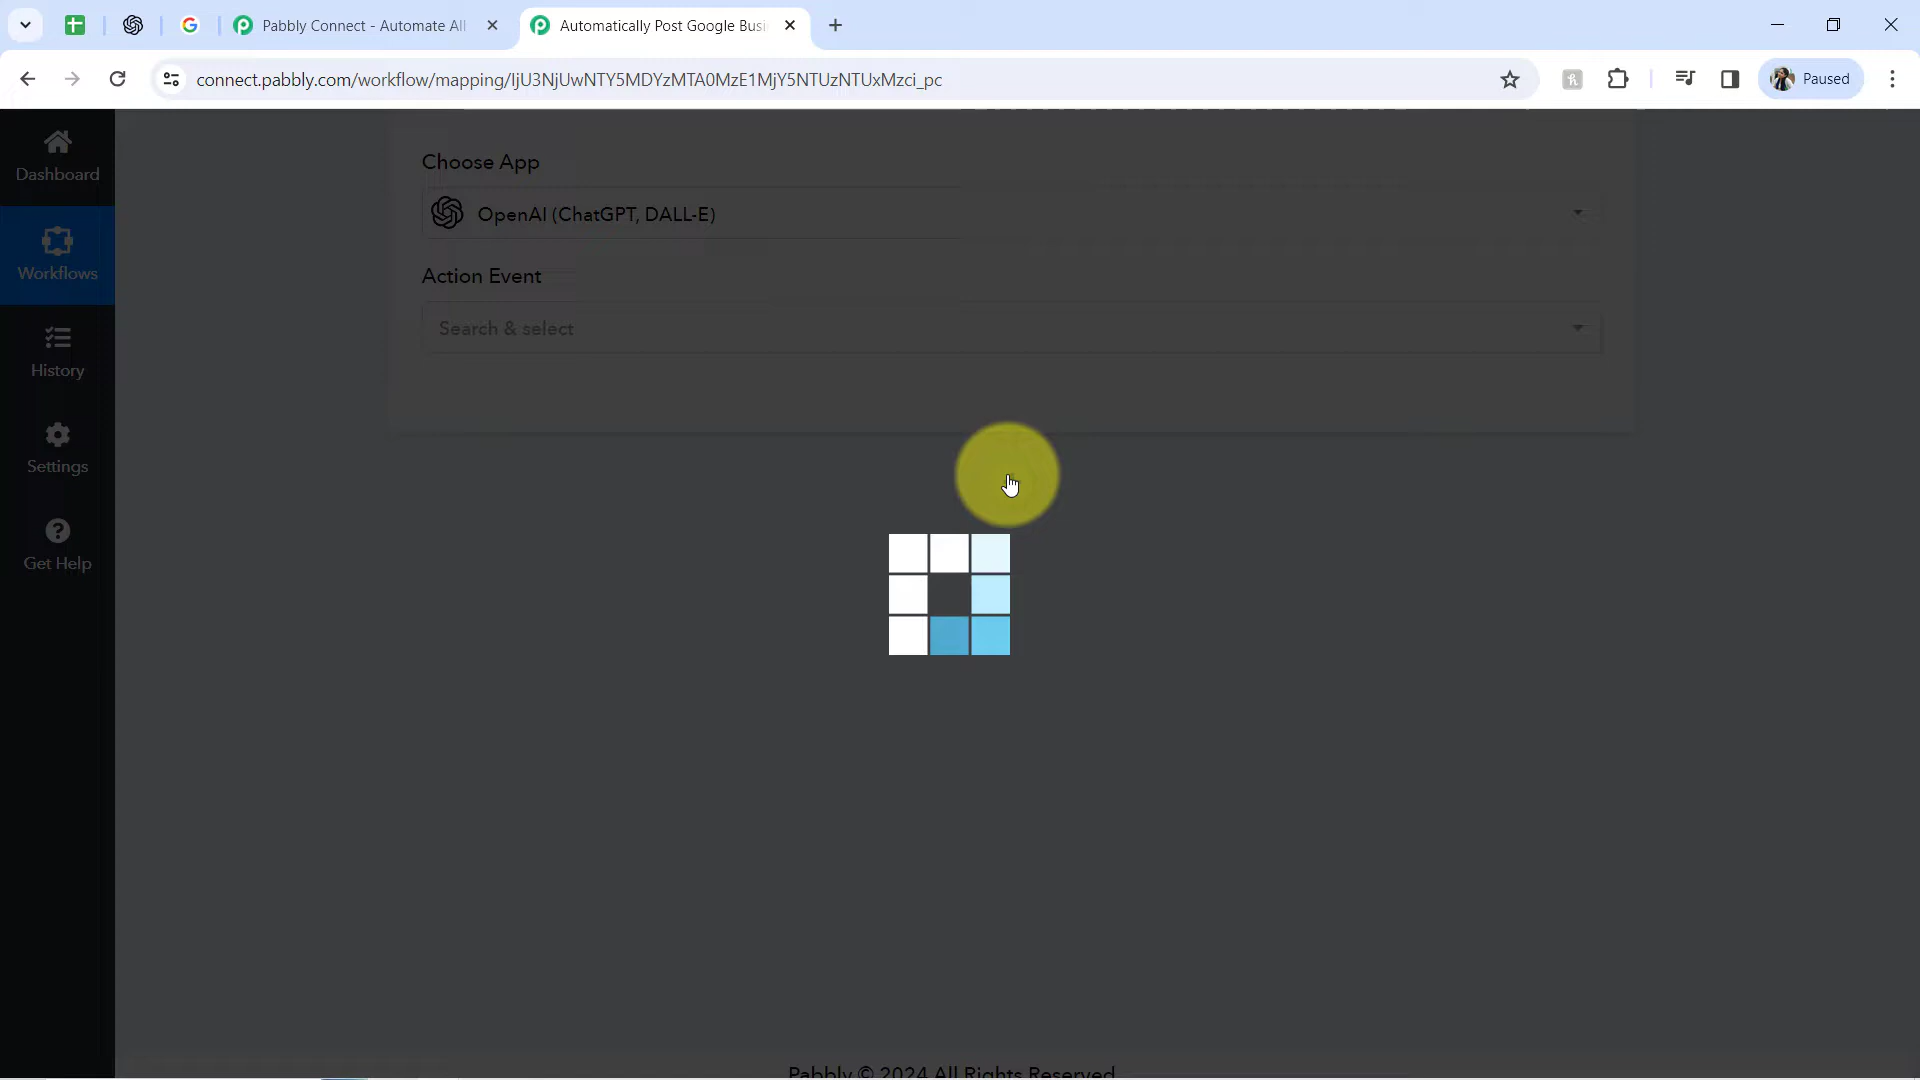 Pabbly Connect - Automate All
Automatically Post Google Busi
connect.pabbly.com/workflow/mapping/IjU3NjUwNTY5MDYzMTA0MzE1MjY5NTUzNTUxMzci_pc
Paused
Dashboard
Workflows
History
Settings
Get Help
Choose App
OpenAI (ChatGPT, DALL-E)
Action Event
Search & select
Pabbly © 2024 All Rights Reserved